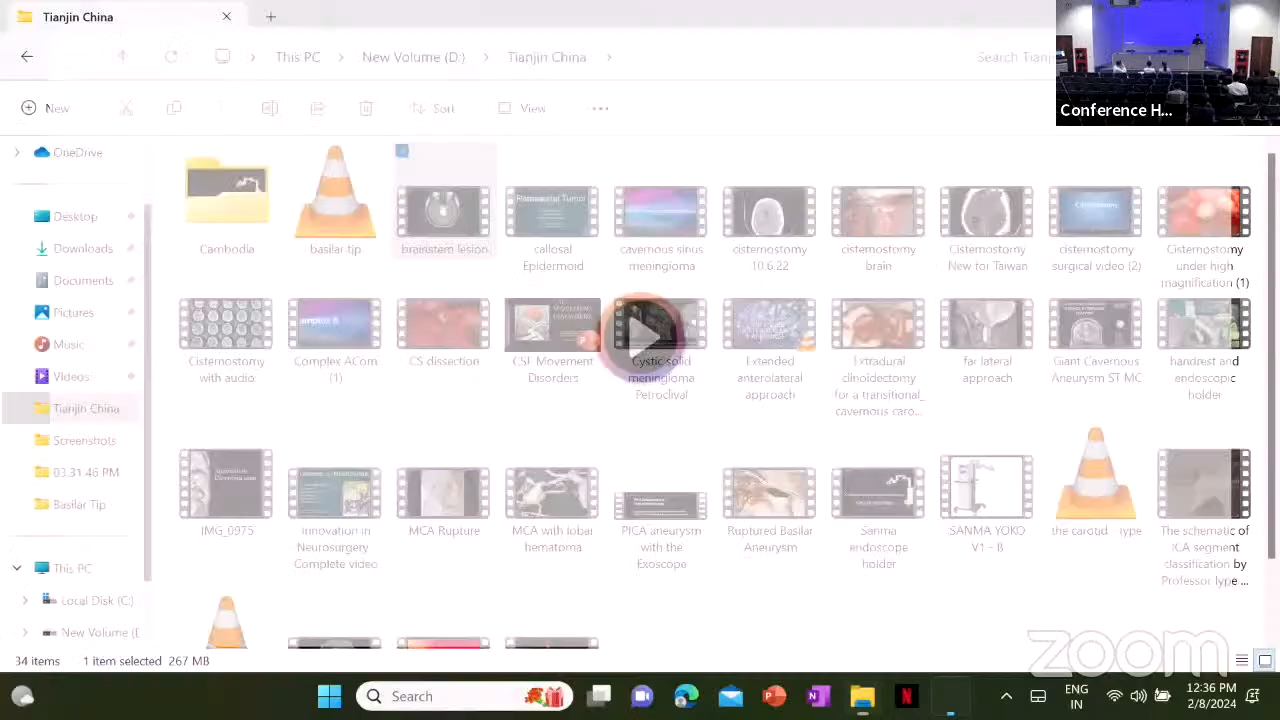 Tianjin China
This PC
New Volume (D:)
Tianjin China
Search Tianj
New
Sort
View
Conference H...
OneDrive
Desktop
Downloads
Documents
Pictures
Music
Videos
Tianjin China
Screenshots
03.31.46 PM
Basilar Tip
This PC
Local Disk (C:)
New Volume (D
Cambodia
basilar tip
brainstem lesion
callosal
Epidermoid
cavernous sinus
meningioma
cisternostomy
10.6.22
cisternostomy
brain
Cisternostomy
New for Taiwan
cisternostomy
surgical video (2)
Cisternostomy
under high
magnification (1)
Cisternostomy
with audio
Complex ACom
(1)
CS dissection
CSF Movement
Disorders
Cystic solid
meningioma
Petroclival
Extended
anterolateral
approach
Extradural
clinoidectomy
for a transitional_
cavernous caro...
far lateral
approach
Giant Cavernous
Aneurysm ST MC
handrest and
endoscopic
holder
IMG_0975
Innovation in
Neurosurgery
Complete video
MCA Rupture
MCA with lobar
hematoma
PICA aneurysm
with the
Exoscope
Ruptured Basilar
Aneurysm
Sanma
endoscope
holder
SANMA YOKO
V1 - B
the carotid
The schematic of
ICA segment
classification by
Professor
34 items
1 item selected 267 MB
zoom
Search
ENG
IN
12:36 PM
2/8/2024